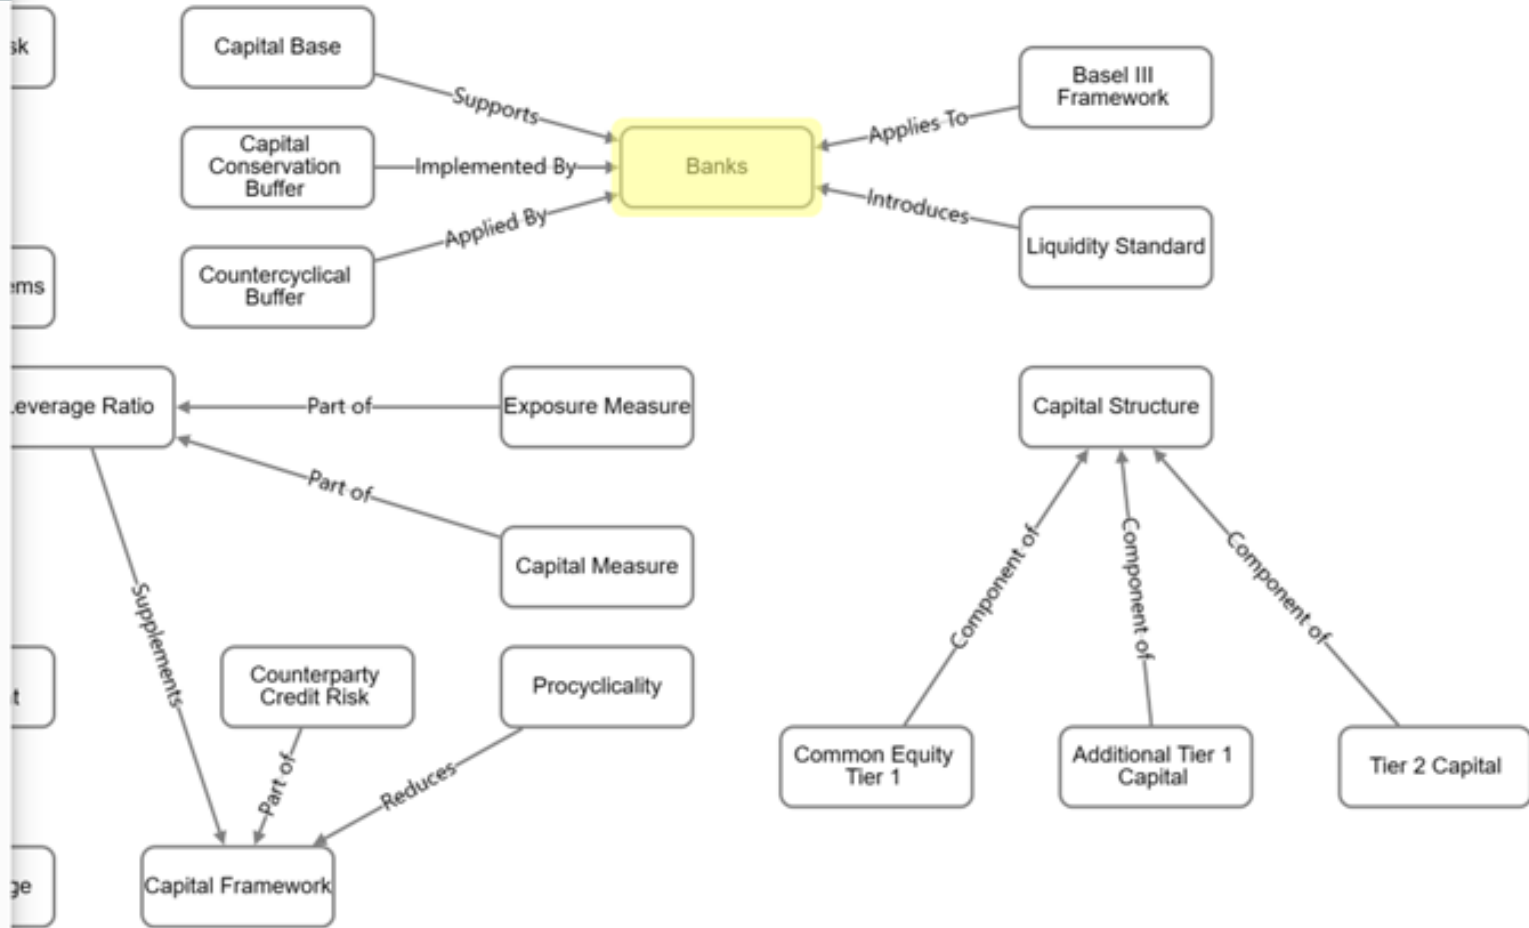 sk
Capital Base
Supports
Basel III
Framework
Applies To
Capital
Conservation
Buffer
Implemented By
Banks
Introduces
Applied By
Liquidity Standard
ems
Countercyclical
Buffer
Leverage Ratio
Part of
Exposure Measure
Capital Structure
Part of
Capital Measure
Component of
Component of
Component of
Supplements
t
Counterparty
Credit Risk
Procyclicality
Part of
Reduces
Common Equity
Tier 1
Additional Tier 1
Capital
Tier 2 Capital
ge
Capital Framework